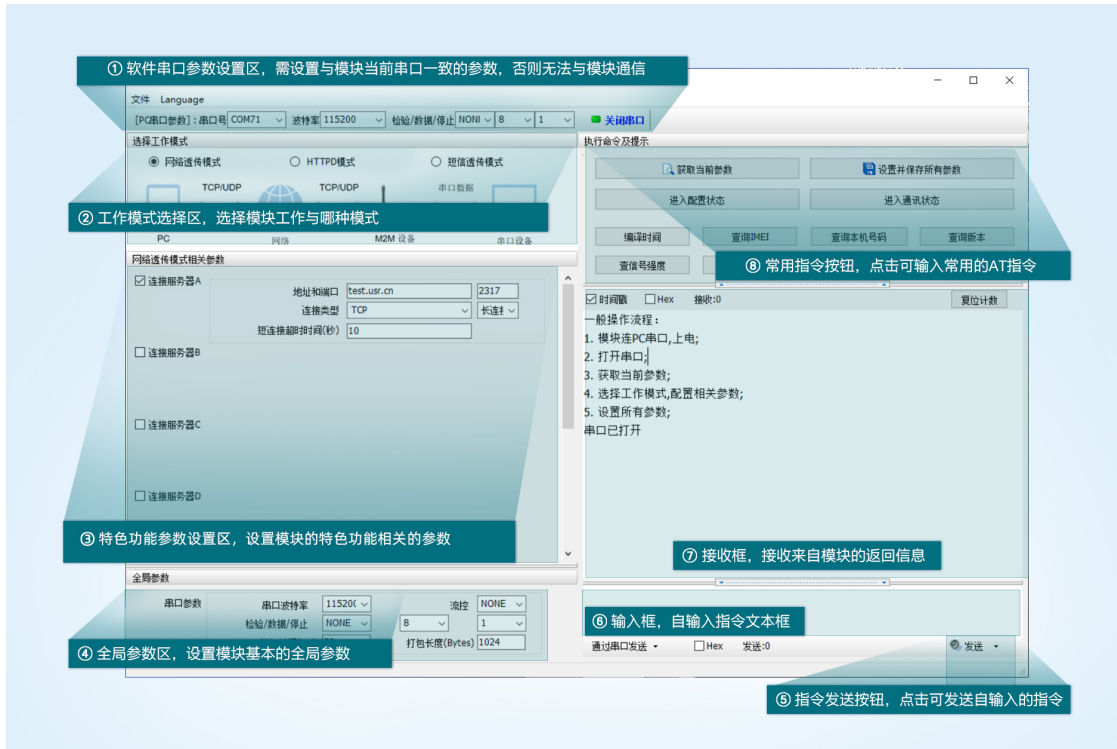 ① 软件串口参数设置区，需设置与模块当前串口一致的参数，否则无法与模块通信
文件 Language
[PC串口参数]：串口号 COM71 波特率 115200 检验/数据/停止 NONI 8 1 关闭串口
选择工作模式
网络透传模式 HTTPD模式 短信透传模式
TCP/UDP TCP/UDP 串口数据
② 工作模式选择区，选择模块工作与哪种模式
PC 网络 M2M 设备 串口设备
网络透传模式相关参数
连接服务器A
地址和端口 test.usr.cn 2317
连接类型 TCP 长连接
短连接超时时间(秒) 10
连接服务器B
连接服务器C
连接服务器D
③ 特色功能参数设置区，设置模块的特色功能相关的参数
全局参数
串口参数 串口波特率 11520( 流控 NONE
检验/数据/停止 NONE 8 1
打包长度(Bytes) 1024
④ 全局参数区，设置模块基本的全局参数
执行命令及提示
获取当前参数 设置并保存所有参数
进入配置状态 进入通讯状态
编译时间 查询IMEI 查询本机号码 查询版本
查信号强度
⑧ 常用指令按钮，点击可输入常用的AT指令
时间戳 Hex 接收:0 复位计数
一般操作流程：
1. 模块连PC串口,上电;
2. 打开串口;
3. 获取当前参数;
4. 选择工作模式,配置相关参数;
5. 设置所有参数;
串口已打开
⑦ 接收框，接收来自模块的返回信息
⑥ 输入框，自输入指令文本框
通过串口发送 Hex 发送:0 发送
⑤ 指令发送按钮，点击可发送自输入的指令